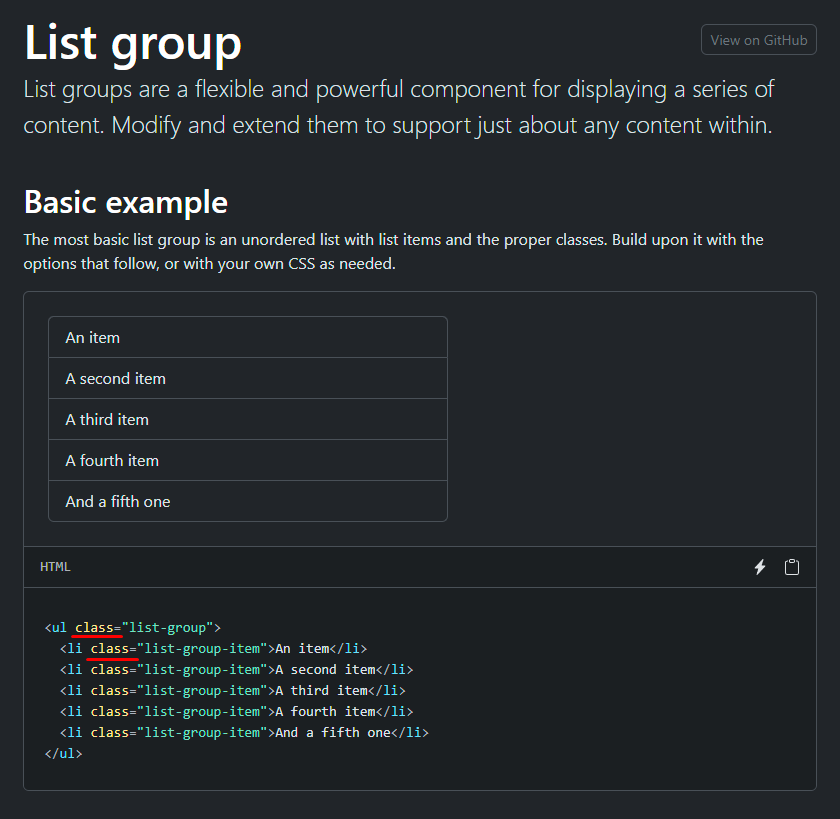 List group
View on GitHub
List groups are a flexible and powerful component for displaying a series of
content. Modify and extend them to support just about any content within.
Basic example
The most basic list group is an unordered list with list items and the proper classes. Build upon it with the
options that follow, or with your own CSS as needed.
An item
A second item
A third item
A fourth item
And a fifth one
HTML
<ul class="list-group">
  <li class="list-group-item">An item</li>
  <li class="list-group-item">A second item</li>
  <li class="list-group-item">A third item</li>
  <li class="list-group-item">A fourth item</li>
  <li class="list-group-item">And a fifth one</li>
</ul>